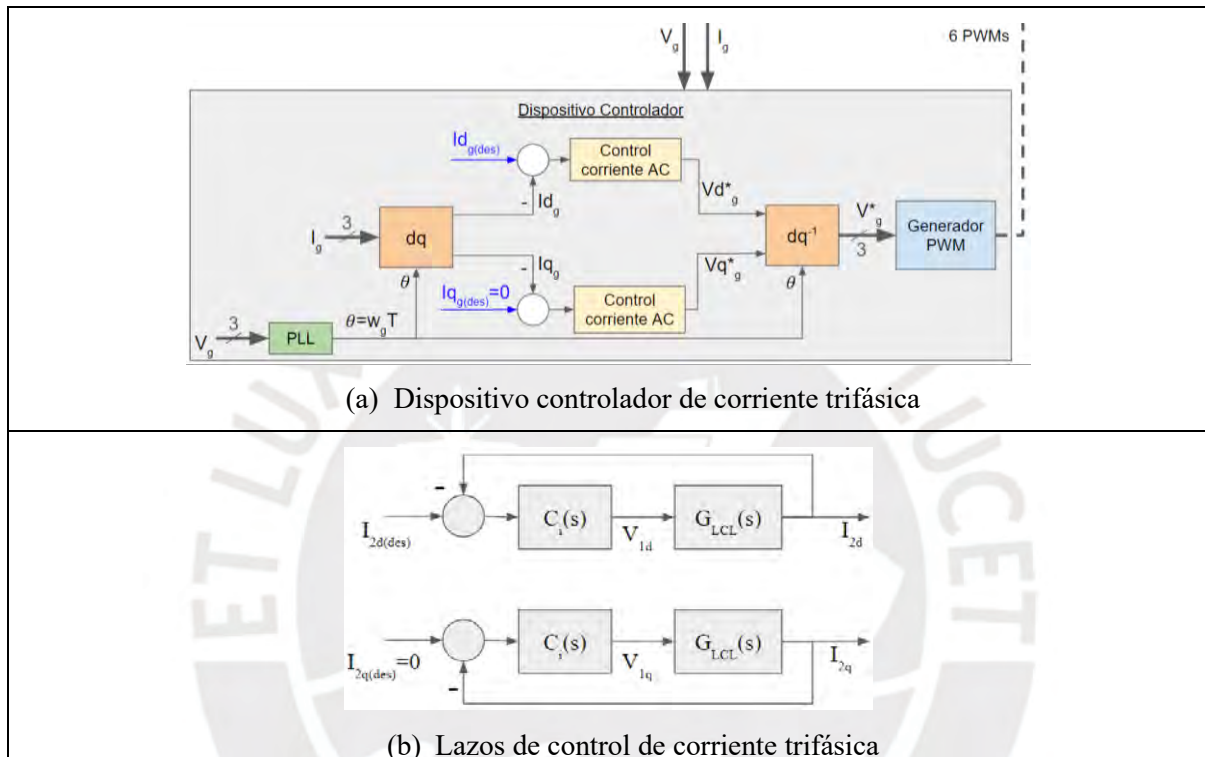 V_g
I_g
6 PWMs
Dispositivo Controlador
Id_g(des)
Control
corriente AC
- Id_g
Vd*_g
I_g
3
dq
dq⁻¹
V*_g
3
Generador
PWM
θ
- Iq_g
Vq*_g
θ
Iq_g(des)=0
Control
corriente AC
V_g
3
PLL
θ=w_gT
(a) Dispositivo controlador de corriente trifásica
ET LUX
LUCET
-
I_2d(des)
C_i(s)
V_1d
G_LCL(s)
I_2d
I_2q(des)=0
-
C_i(s)
V_1q
G_LCL(s)
I_2q
(b) Lazos de control de corriente trifásica